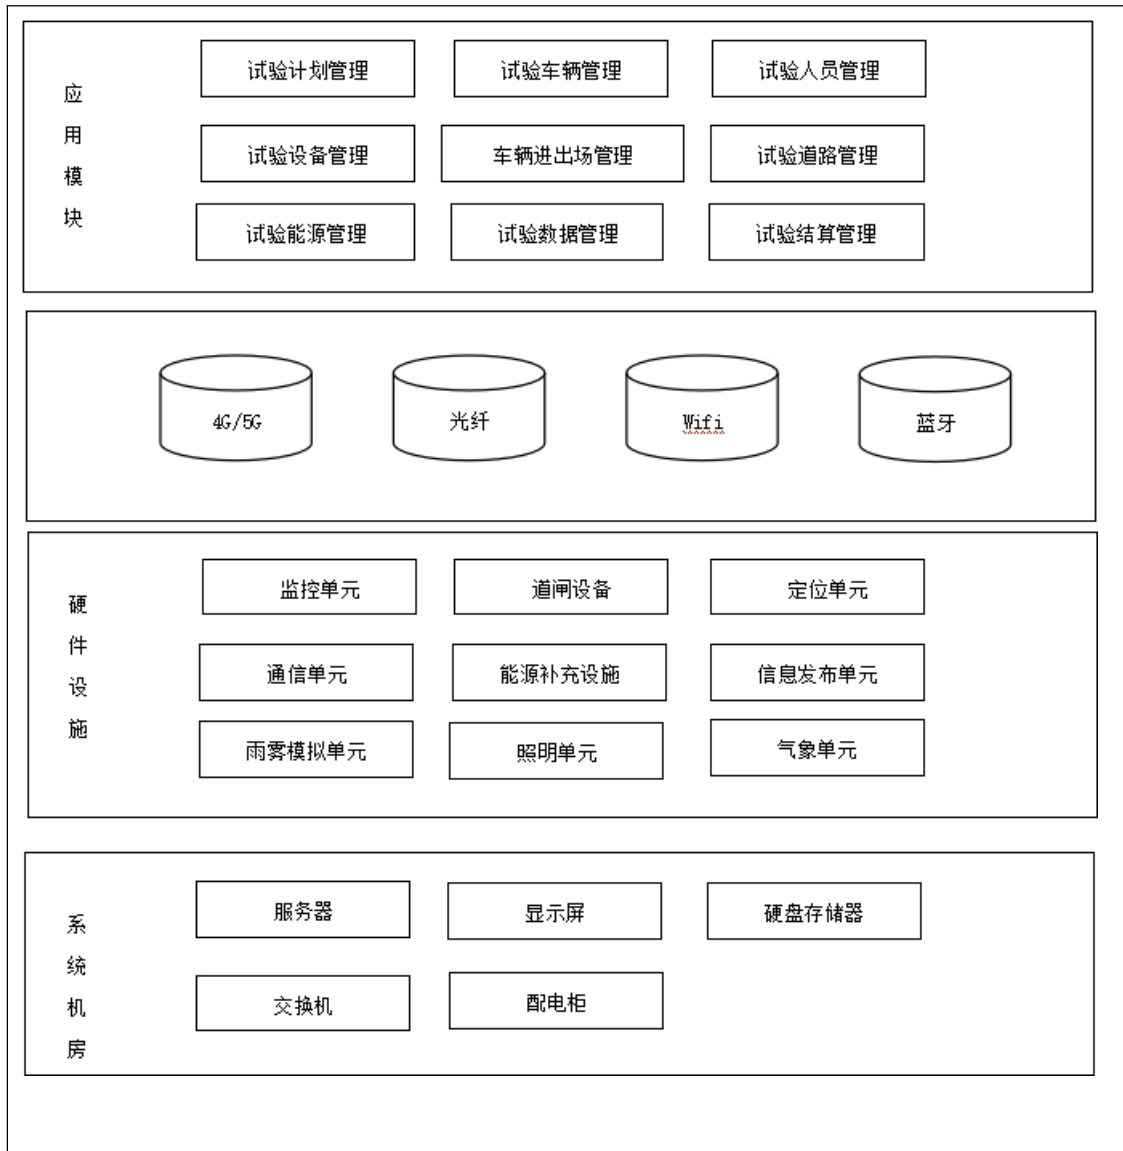 应用模块
试验计划管理
试验车辆管理
试验人员管理
试验设备管理
车辆进出场管理
试验道路管理
试验能源管理
试验数据管理
试验结算管理
4G/5G
光纤
Wifi
蓝牙
硬件设施
监控单元
道闸设备
定位单元
通信单元
能源补充设施
信息发布单元
雨雾模拟单元
照明单元
气象单元
系统机房
服务器
显示屏
硬盘存储器
交换机
配电柜